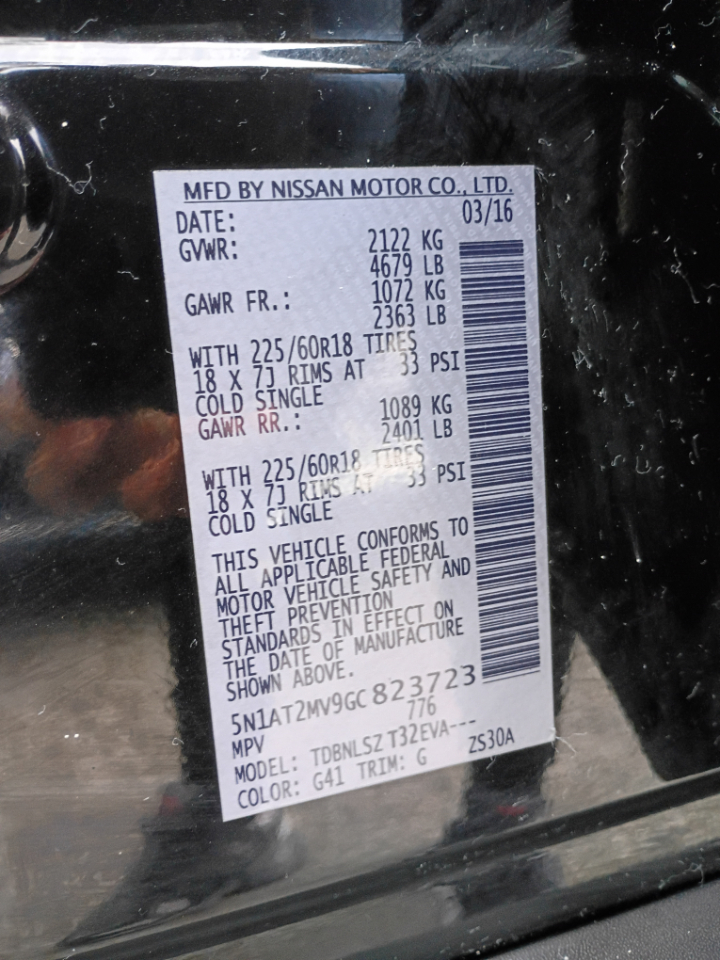 MFD BY NISSAN MOTOR CO., LTD.
DATE: 03/16
GVWR: 2122 KG
4679 LB
GAWR FR.: 1072 KG
2363 LB
WITH 225/60R18 TIRES
18 X 7J RIMS AT 33 PSI
COLD SINGLE
GAWR RR.: 1089 KG
2401 LB
WITH 225/60R18 TIRES
18 X 7J RIMS AT 33 PSI
COLD SINGLE
THIS VEHICLE CONFORMS TO
ALL APPLICABLE FEDERAL
MOTOR VEHICLE SAFETY AND
THEFT PREVENTION
STANDARDS IN EFFECT ON
THE DATE OF MANUFACTURE
SHOWN ABOVE.
5N1AT2MV9GC823723
MPV 776
MODEL: TDBNLSZ T32EVA--- ZS30A
COLOR: G41 TRIM: G